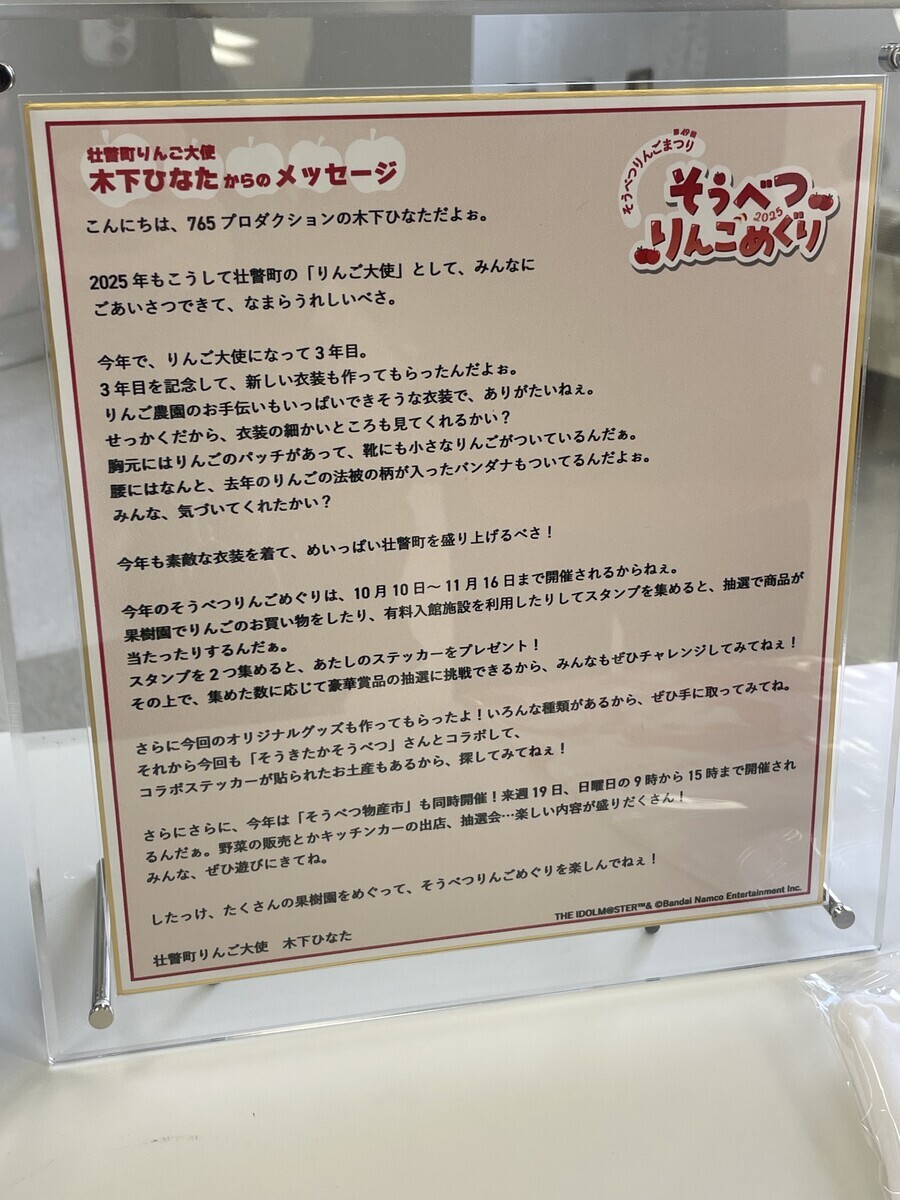 壮瞥町りんご大使
木下ひなたからのメッセージ
第49回
そうべつりんごまつり
そうべつ
りんごめぐり
2025
こんにちは、765プロダクションの木下ひなただよぉ。
2025年もこうして壮瞥町の「りんご大使」として、みんなに
ごあいさつできて、なまらうれしいべさ。
今年で、りんご大使になって3年目。
3年目を記念して、新しい衣装も作ってもらったんだよぉ。
りんご農園のお手伝いもいっぱいできそうな衣装で、ありがたいねぇ。
せっかくだから、衣装の細かいところも見てくれるかい？
胸元にはりんごのパッチがあって、靴にも小さなりんごがついているんだぁ。
腰にはなんと、去年のりんごの法被の柄が入ったバンダナもついてるんだよぉ。
みんな、気づいてくれたかい？
今年も素敵な衣装を着て、めいっぱい壮瞥町を盛り上げるべさ！
今年のそうべつりんごめぐりは、10月10日～11月16日まで開催されるからねぇ。
果樹園でりんごのお買い物をしたり、有料入館施設を利用したりしてスタンプを集めると、抽選で商品が
当たったりするんだぁ。
スタンプを2つ集めると、あたしのステッカーをプレゼント！
その上で、集めた数に応じて豪華賞品の抽選に挑戦できるから、みんなもぜひチャレンジしてみてねぇ！
さらに今回のオリジナルグッズも作ってもらったよ！いろんな種類があるから、ぜひ手に取ってみてね。
それから今回も「そうきたかそうべつ」さんとコラボして、
コラボステッカーが貼られたお土産もあるから、探してみてねぇ！
さらにさらに、今年は「そうべつ物産市」も同時開催！来週19日、日曜日の9時から15時まで開催され
るんだぁ。野菜の販売とかキッチンカーの出店、抽選会…楽しい内容が盛りだくさん！
みんな、ぜひ遊びにきてね。
したっけ、たくさんの果樹園をめぐって、そうべつりんごめぐりを楽しんでねぇ！
THE IDOLM@STER™& ©Bandai Namco Entertainment Inc.
壮瞥町りんご大使　木下ひなた